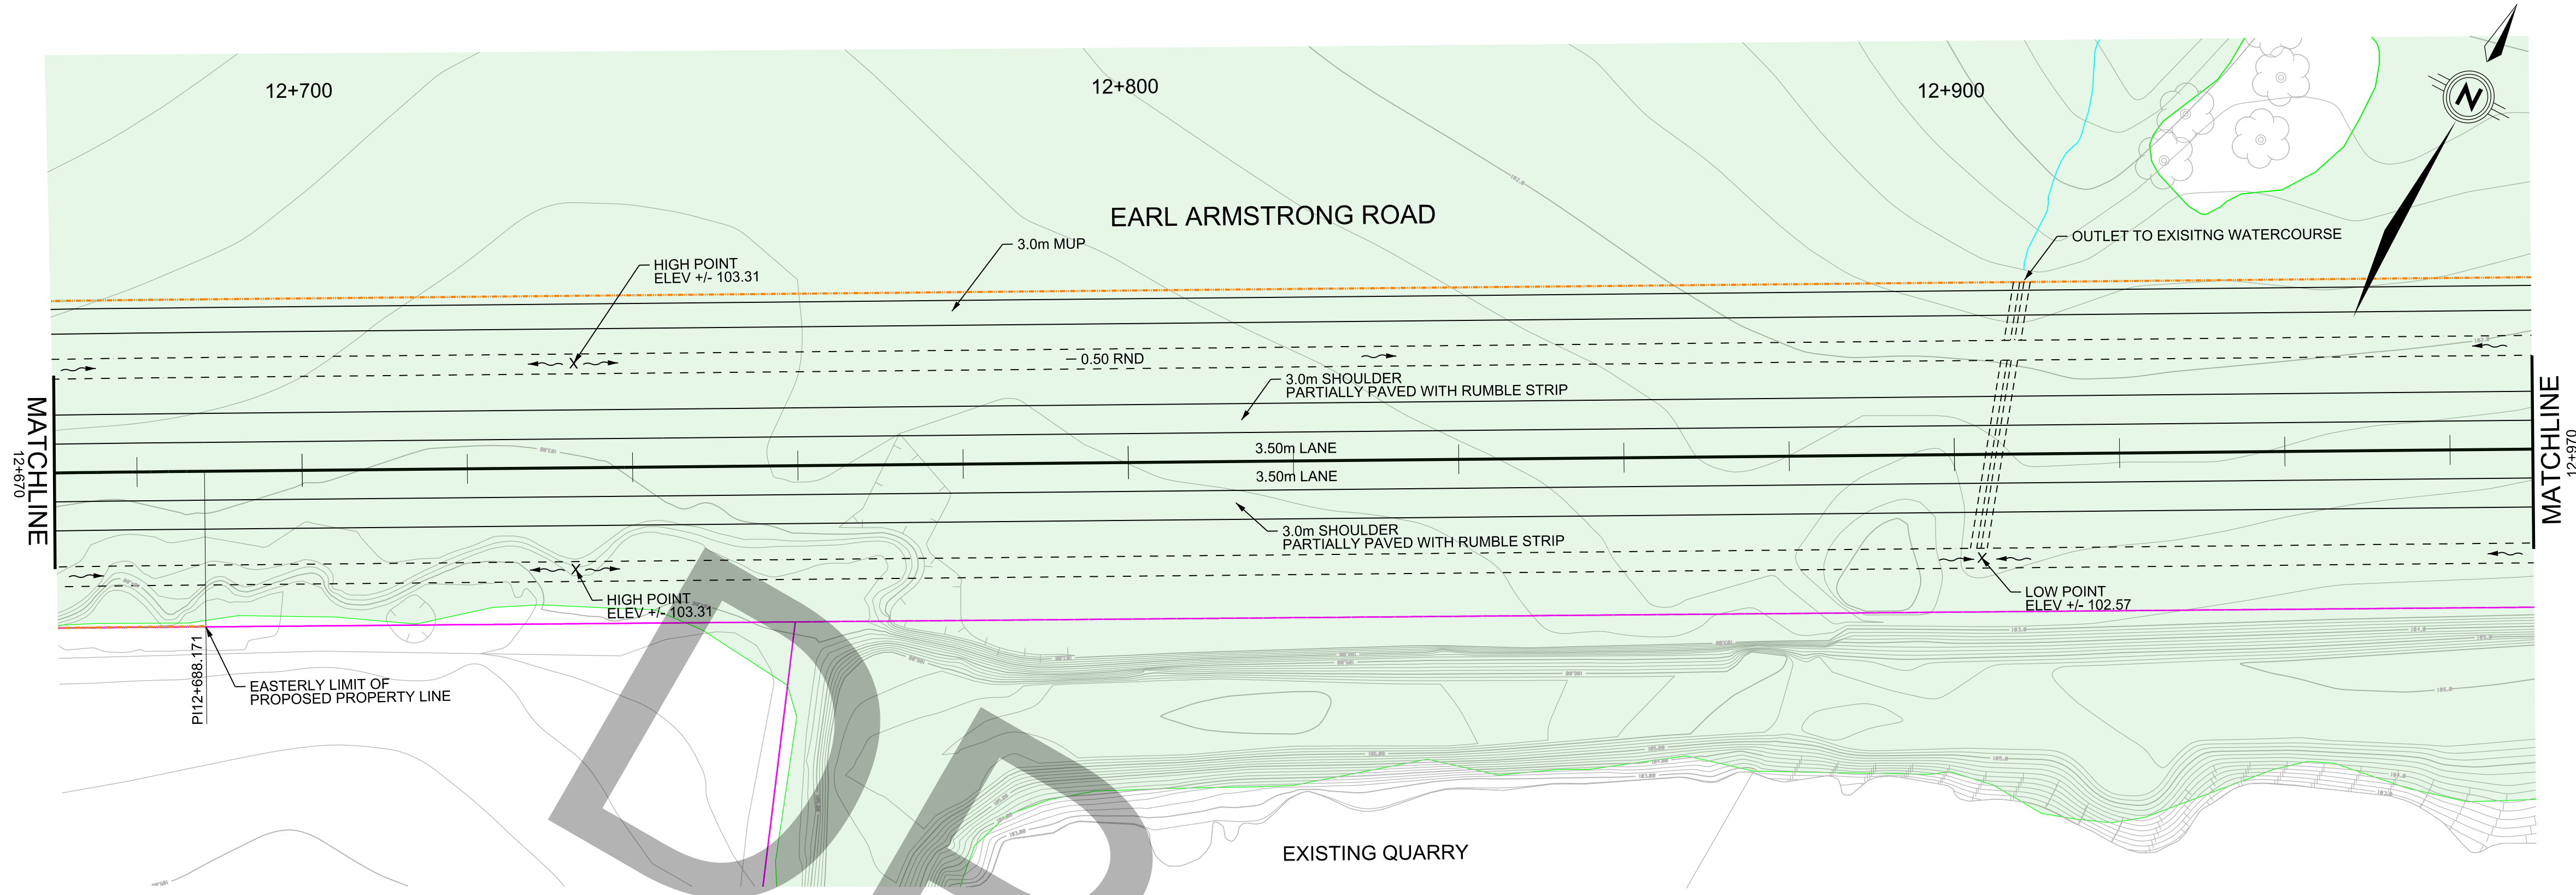 12+700
12+800
12+900
N
EARL ARMSTRONG ROAD
3.0m MUP
OUTLET TO EXISITNG WATERCOURSE
HIGH POINT
ELEV +/- 103.31
X
0.50 RND
3.0m SHOULDER
PARTIALLY PAVED WITH RUMBLE STRIP
MATCHLINE
12+670
MATCHLINE
12+970
3.50m LANE
3.50m LANE
3.0m SHOULDER
PARTIALLY PAVED WITH RUMBLE STRIP
X
X
HIGH POINT
ELEV +/- 103.31
LOW POINT
ELEV +/- 102.57
PI12+688.171
EASTERLY LIMIT OF
PROPOSED PROPERTY LINE
EXISTING QUARRY